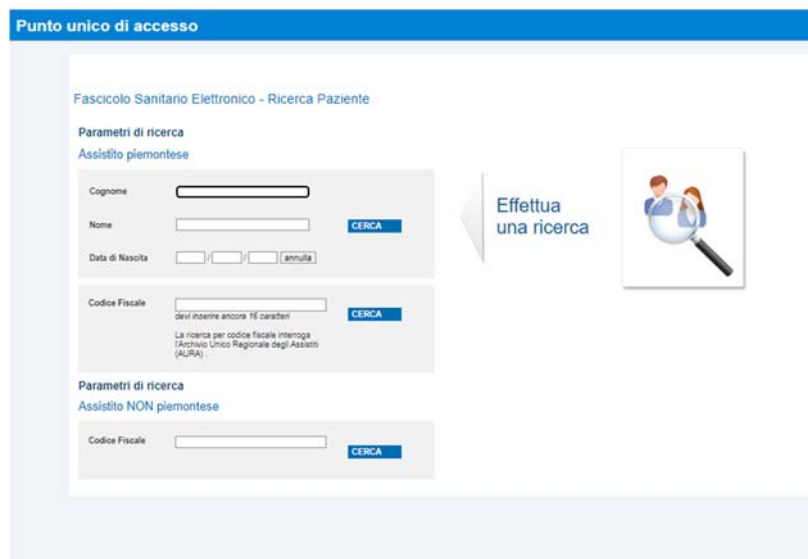 Punto unico di accesso
Fascicolo Sanitario Elettronico - Ricerca Paziente
Parametri di ricerca
Assistito piemontese
Cognome
Nome
CERCA
Data di Nascita / / annulla
Effettua
una ricerca
Codice Fiscale
devi inserire ancora 16 caratteri
CERCA
La ricerca per codice fiscale interroga
l'Archivio Unico Regionale degli Assistiti
(AURA) .
Parametri di ricerca
Assistito NON piemontese
Codice Fiscale
CERCA